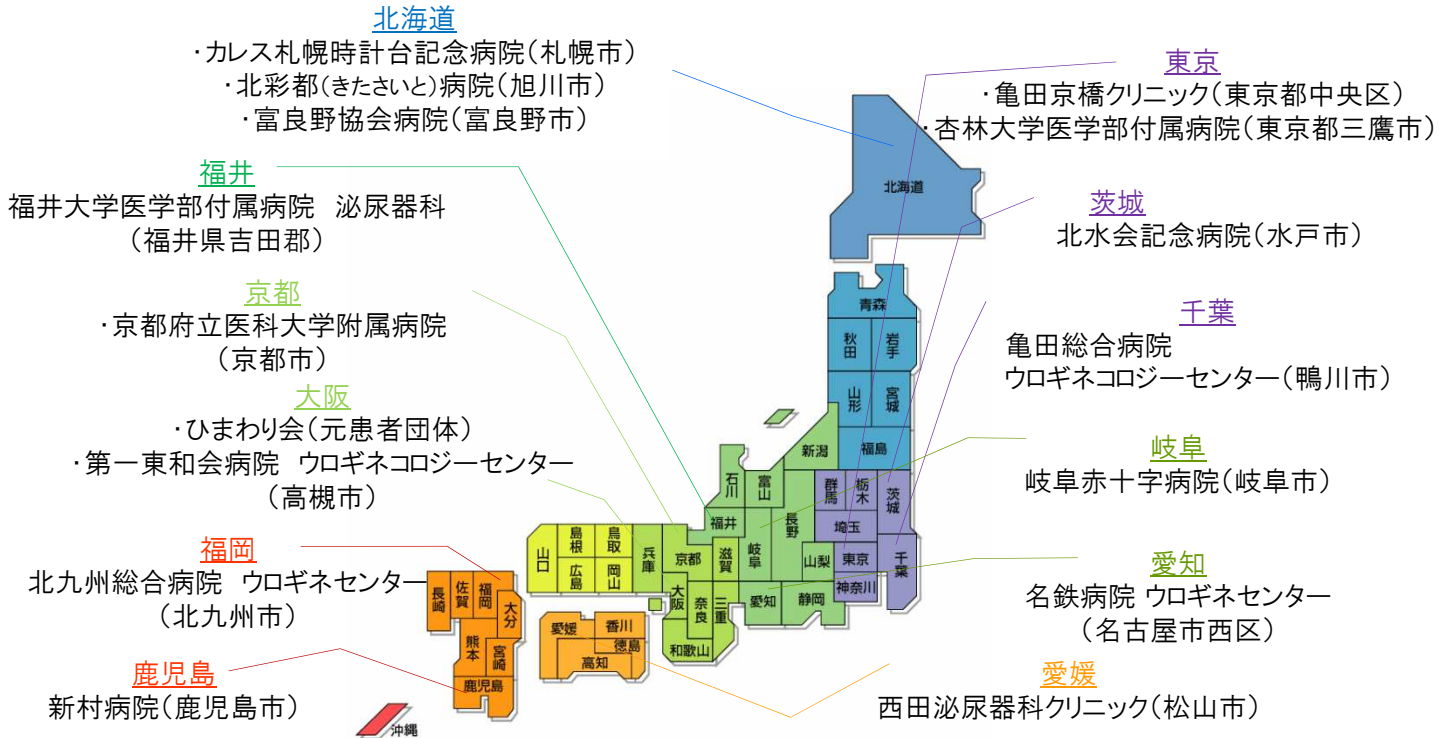 北海道
・カレス札幌時計台記念病院(札幌市)
・北彩都(きたさいと)病院(旭川市)
・富良野協会病院(富良野市)
福井
福井大学医学部付属病院　泌尿器科
(福井県吉田郡)
京都
・京都府立医科大学附属病院
(京都市)
大阪
・ひまわり会(元患者団体)
・第一東和会病院　ウロギネコロジーセンター
(高槻市)
福岡
北九州総合病院　ウロギネセンター
(北九州市)
鹿児島
新村病院(鹿児島市)
東京
・亀田京橋クリニック(東京都中央区)
・杏林大学医学部付属病院(東京都三鷹市)
茨城
北水会記念病院(水戸市)
千葉
亀田総合病院
ウロギネコロジーセンター(鴨川市)
岐阜
岐阜赤十字病院(岐阜市)
愛知
名鉄病院 ウロギネセンター
(名古屋市西区)
愛媛
西田泌尿器科クリニック(松山市)
北海道
青森
秋田
岩手
山形
宮城
新潟
福島
石川
富山
群馬
栃木
茨城
福井
岐阜
長野
埼玉
山口
島根
鳥取
兵庫
京都
滋賀
山梨
東京
千葉
広島
岡山
神奈川
大阪
奈良
三重
愛知
静岡
和歌山
長崎
佐賀
福岡
大分
熊本
宮崎
鹿児島
愛媛
香川
徳島
高知
沖縄